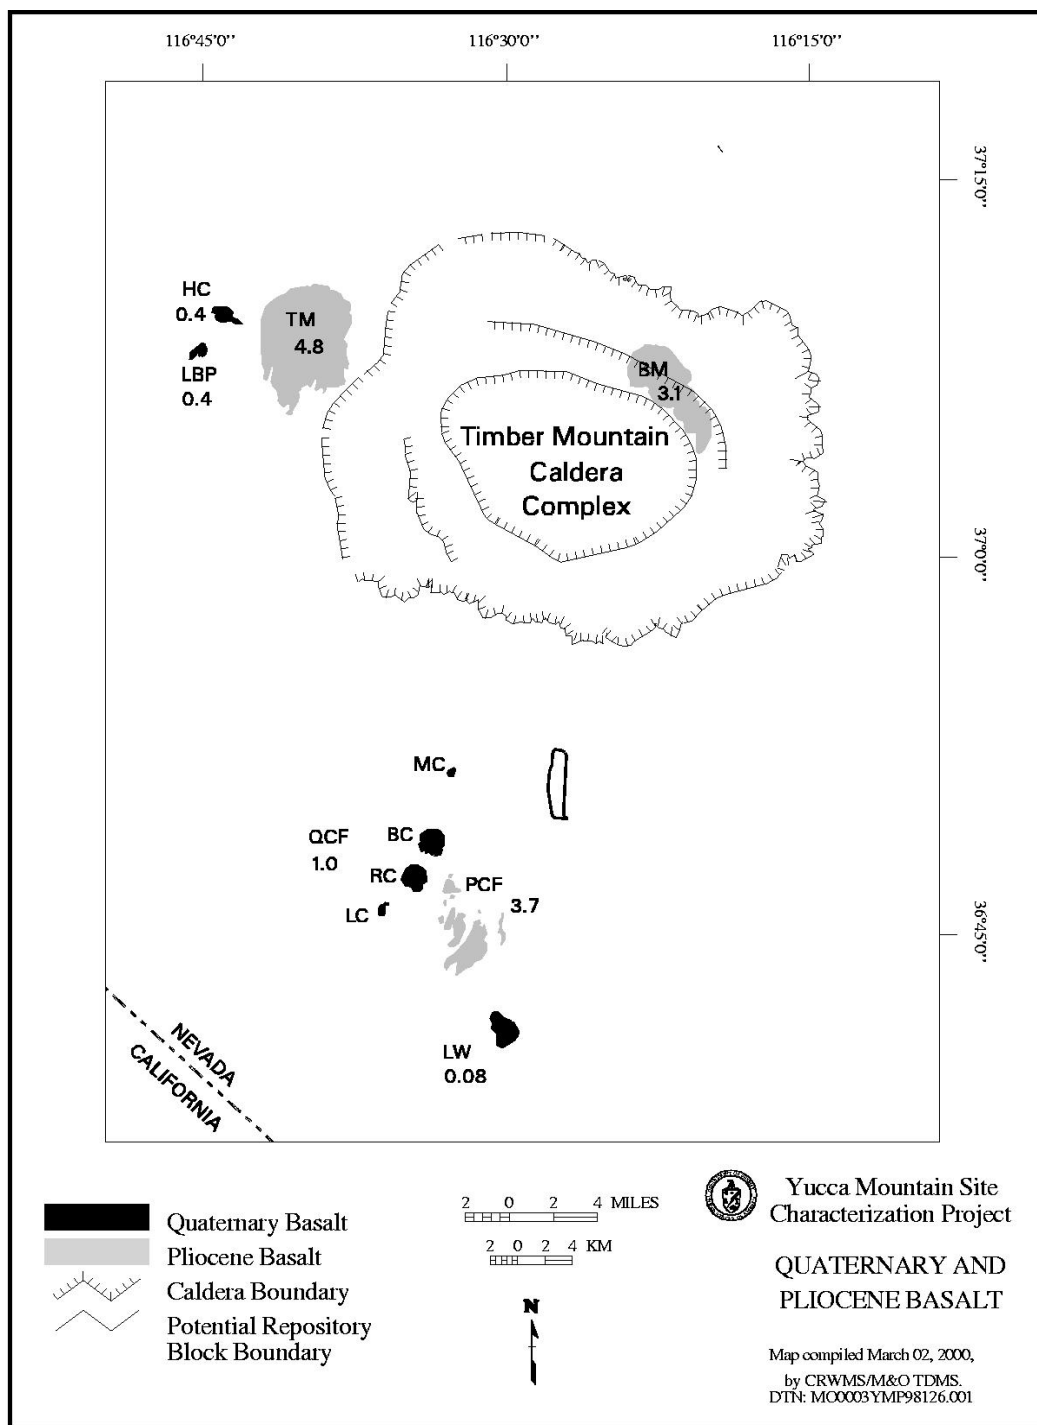 116°45'0" 116°30'0" 116°15'0"
37°15'0"
HC
0.4
TM
4.8
LBP
0.4
BM
3.1
Timber Mountain
Caldera
Complex
37°0'0"
MC
QCF
1.0
BC
RC
PCF
3.7
LC
36°45'0"
LW
0.08
NEVADA
CALIFORNIA
Quaternary Basalt
Pliocene Basalt
Caldera Boundary
Potential Repository
Block Boundary
2 0 2 4 MILES
2 0 2 4 KM
N
Yucca Mountain Site
Characterization Project
QUATERNARY AND
PLIOCENE BASALT
Map compiled March 02, 2000,
by CRWMS/M&O TDMS.
DTN: MO0003YMP98126.001